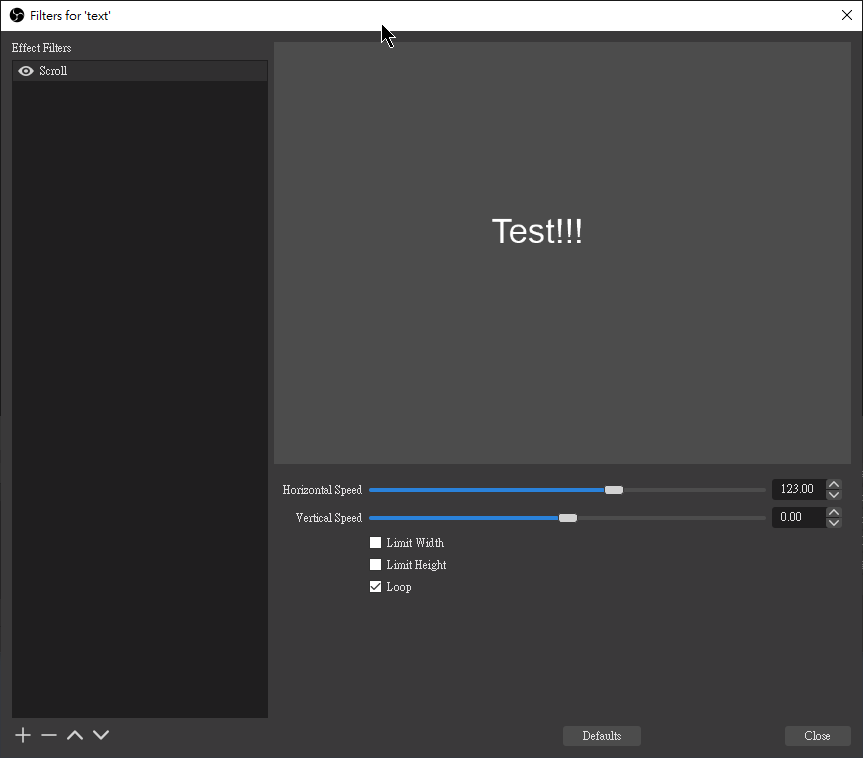 Filters for 'text'
Effect Filters
Scroll
Test!!!
Horizontal Speed 123.00
Vertical Speed 0.00
Limit Width
Limit Height
Loop
Defaults Close